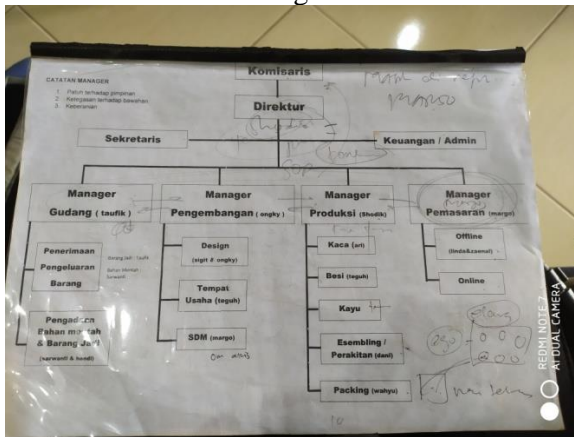 CATATAN MANAGER
1. Patuh terhadap pimpinan
2. Ketegasan terhadap bawahan
3. Keberanian
Komisaris
Direktur
Sekretaris
Keuangan / Admin
Manager
Gudang ( taufik )
Manager
Pengembangan ( ongky )
Manager
Produksi (Shodik)
Manager
Pemasaran (margo)
Penerimaan
Pengeluaran
Barang
Pengadaan
Bahan mentah
& Barang Jadi
(sarwanti & hendi)
Design
(sigit & ongky)
Tempat
Usaha (teguh)
SDM (margo)
Kaca (ari)
Besi (teguh)
Kayu
Esembling /
Perakitan (dani)
Packing (wahyu)
Offline
(linda&zaenal)
Online
SOP
REDMI NOTE 7
AI DUAL CAMERA